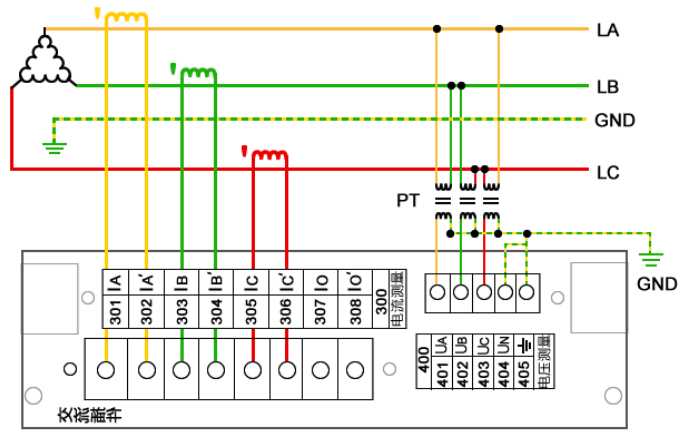 LA
LB
GND
LC
PT
GND
301 IA
302 IA'
303 IB
304 IB'
305 IC
306 IC'
307 IO
308 IO'
300 电流测量
400
401 UA
402 UB
403 UC
404 UN
405
电压测量
交流插件